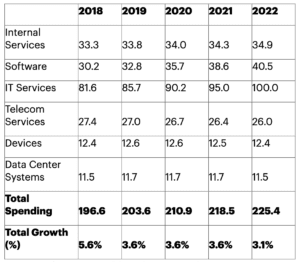 2018 2019 2020 2021 2022
Internal
Services 33.3 33.8 34.0 34.3 34.9
Software 30.2 32.8 35.7 38.6 40.5
IT Services 81.6 85.7 90.2 95.0 100.0
Telecom
Services 27.4 27.0 26.7 26.4 26.0
Devices 12.4 12.6 12.6 12.5 12.4
Data Center
Systems 11.5 11.7 11.7 11.7 11.5
Total
Spending 196.6 203.6 210.9 218.5 225.4
Total Growth
(%) 5.6% 3.6% 3.6% 3.6% 3.1%